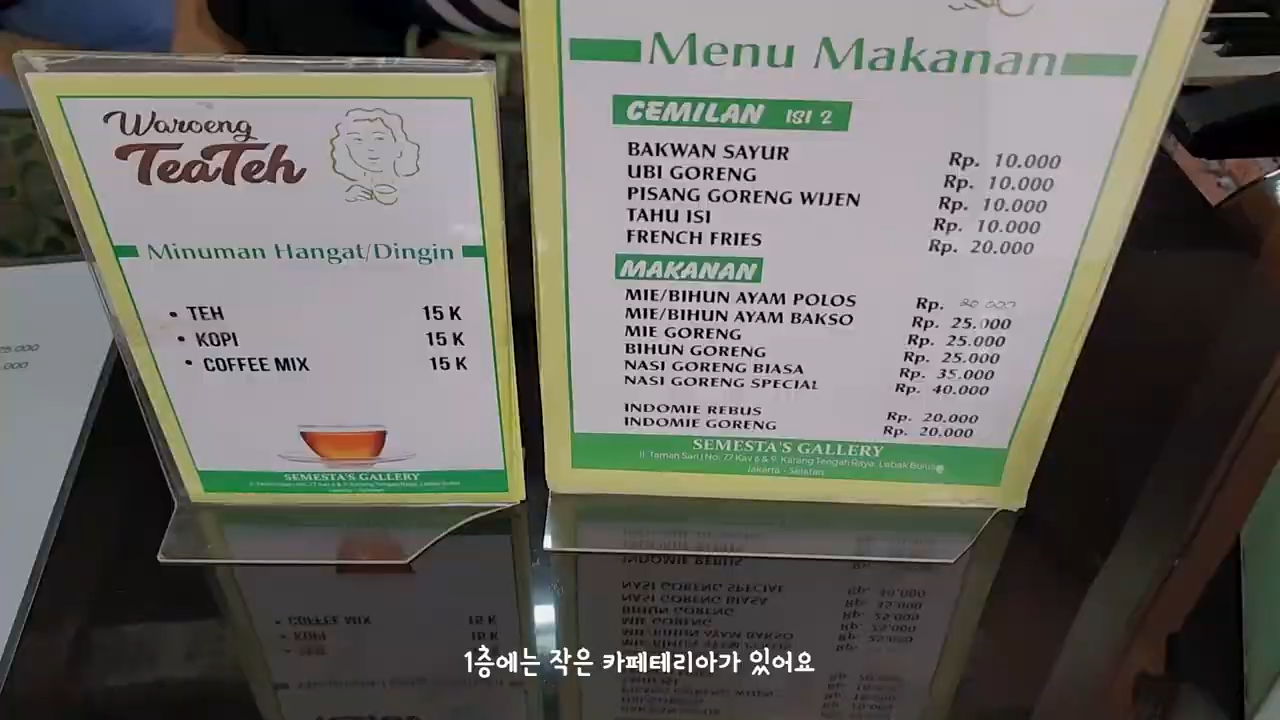 Waroeng
TeaTeh
Minuman Hangat/Dingin
• TEH 15 K
• KOPI 15 K
• COFFEE MIX 15 K
SEMESTA'S GALLERY
Menu Makanan
CEMILAN ISI 2
BAKWAN SAYUR Rp. 10.000
UBI GORENG Rp. 10.000
PISANG GORENG WIJEN Rp. 10.000
TAHU ISI Rp. 10.000
FRENCH FRIES Rp. 20.000
MAKANAN
MIE/BIHUN AYAM POLOS Rp. 20.000
MIE/BIHUN AYAM BAKSO Rp. 25.000
MIE GORENG Rp. 25.000
BIHUN GORENG Rp. 25.000
NASI GORENG BIASA Rp. 35.000
NASI GORENG SPECIAL Rp. 40.000
INDOMIE REBUS Rp. 20.000
INDOMIE GORENG Rp. 20.000
SEMESTA'S GALLERY
Jl. Taman Sari I No. 77 Kav 6 & 9. Karang Tengah Raya, Lebak Bulus
Jakarta - Selatan
1층에는 작은 카페테리아가 있어요